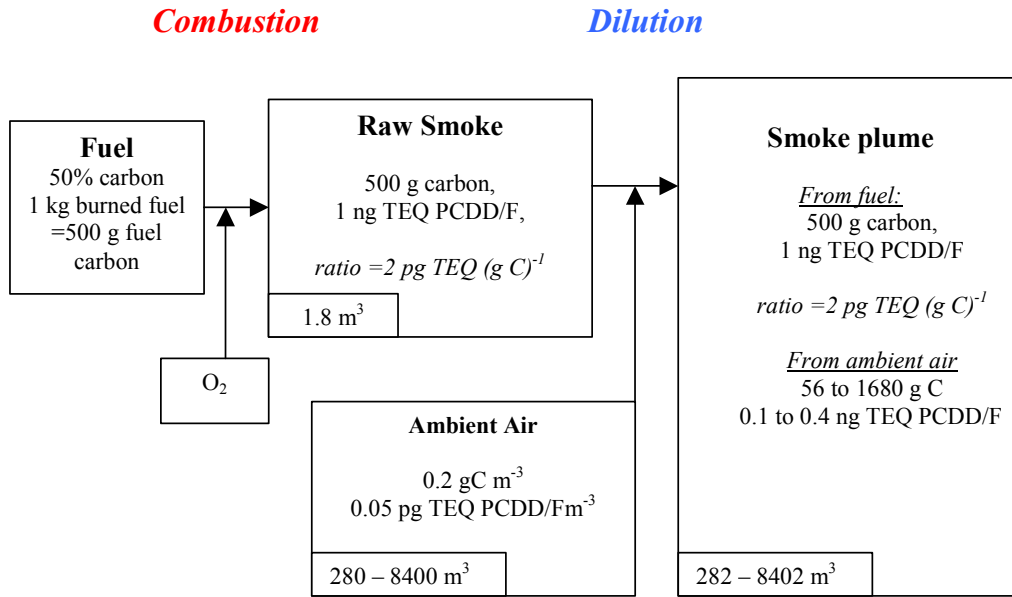 Combustion
Dilution
Fuel
50% carbon
1 kg burned fuel
=500 g fuel
carbon
O₂
Raw Smoke
500 g carbon,
1 ng TEQ PCDD/F,
ratio =2 pg TEQ (g C)⁻¹
1.8 m³
Ambient Air
0.2 gC m⁻³
0.05 pg TEQ PCDD/Fm⁻³
280 – 8400 m³
Smoke plume
From fuel:
500 g carbon,
1 ng TEQ PCDD/F
ratio =2 pg TEQ (g C)⁻¹
From ambient air
56 to 1680 g C
0.1 to 0.4 ng TEQ PCDD/F
282 – 8402 m³